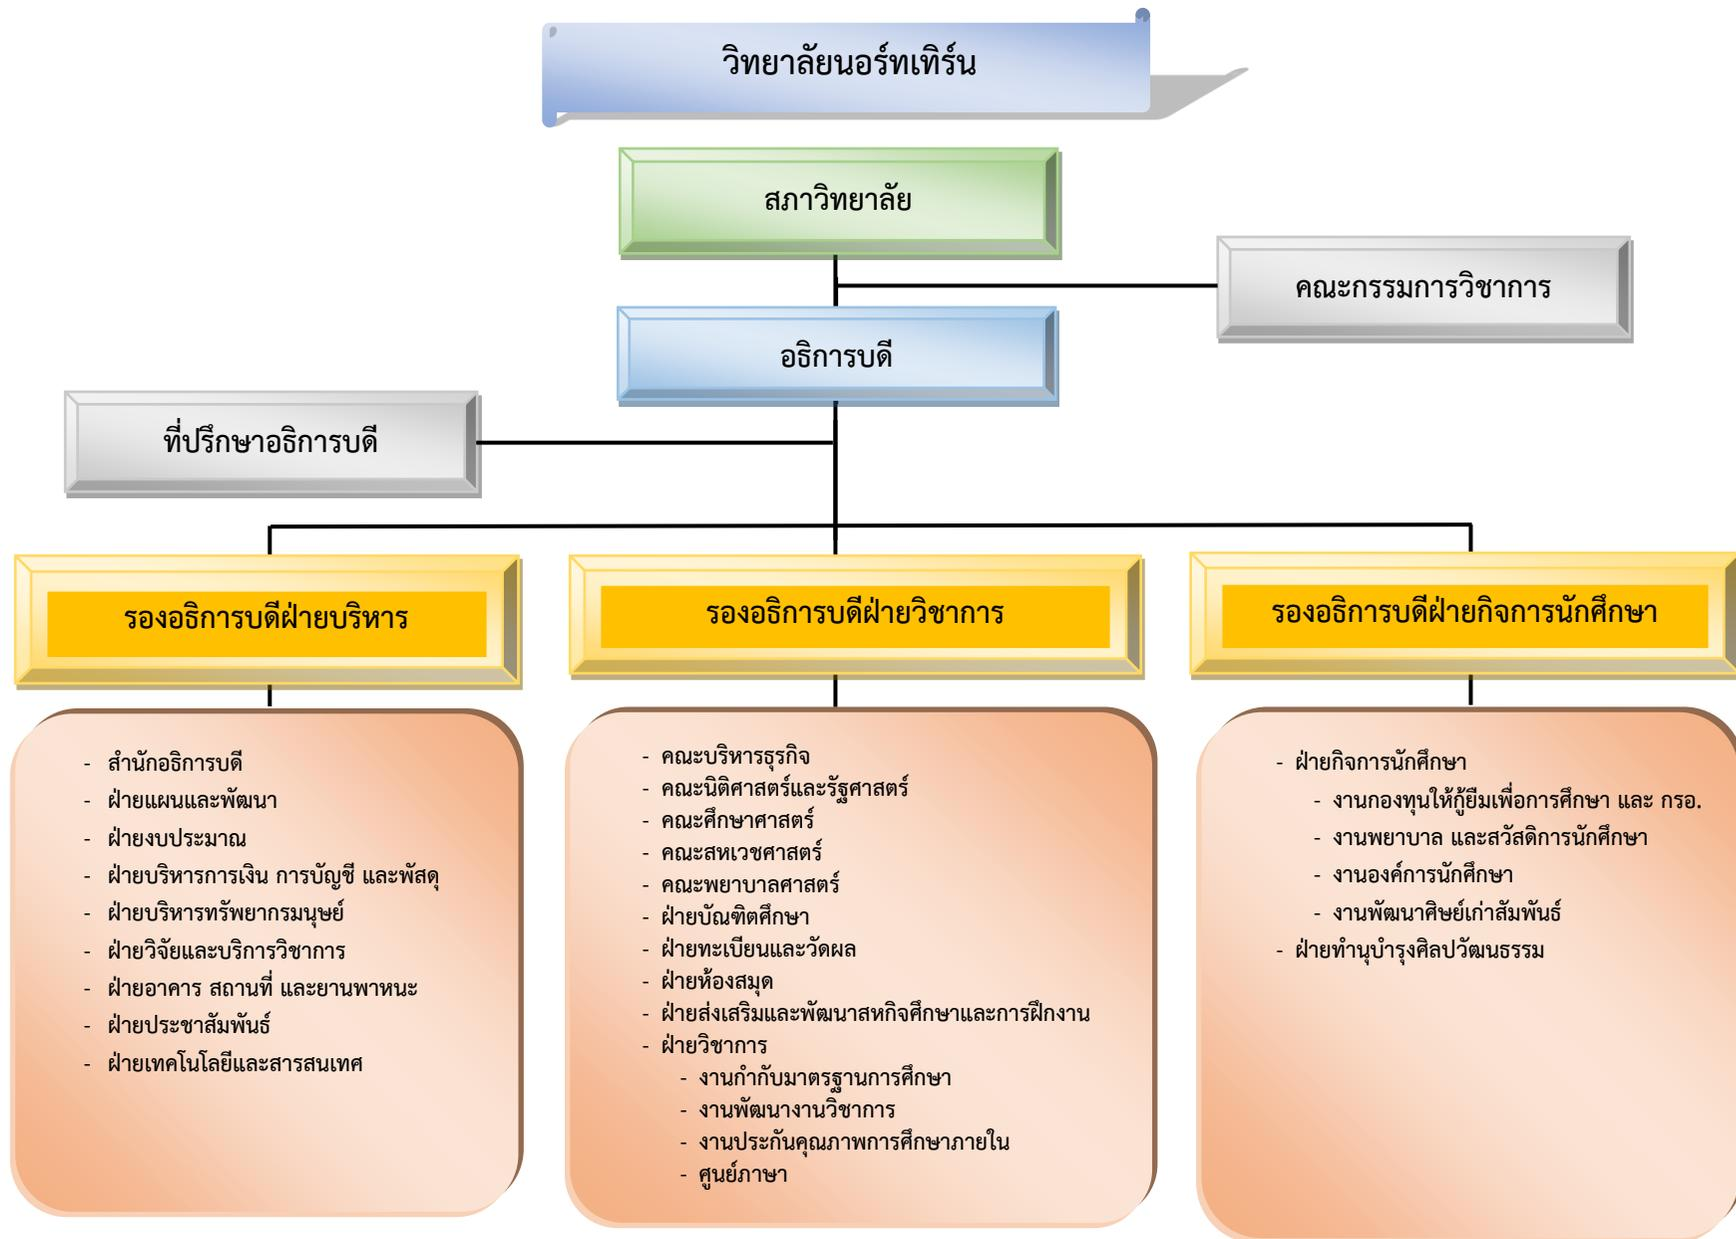 วิทยาลัยนอร์ทเทิร์น
สภาวิทยาลัย
คณะกรรมการวิชาการ
อธิการบดี
ที่ปรึกษาอธิการบดี
รองอธิการบดีฝ่ายบริหาร
รองอธิการบดีฝ่ายวิชาการ
รองอธิการบดีฝ่ายกิจการนักศึกษา
- สำนักอธิการบดี
- ฝ่ายแผนและพัฒนา
- ฝ่ายงบประมาณ
- ฝ่ายบริหารการเงิน การบัญชี และพัสดุ
- ฝ่ายบริหารทรัพยากรมนุษย์
- ฝ่ายวิจัยและบริการวิชาการ
- ฝ่ายอาคาร สถานที่ และยานพาหนะ
- ฝ่ายประชาสัมพันธ์
- ฝ่ายเทคโนโลยีและสารสนเทศ
- คณะบริหารธุรกิจ
- คณะนิติศาสตร์และรัฐศาสตร์
- คณะศึกษาศาสตร์
- คณะสหเวชศาสตร์
- คณะพยาบาลศาสตร์
- ฝ่ายบัณฑิตศึกษา
- ฝ่ายทะเบียนและวัดผล
- ฝ่ายห้องสมุด
- ฝ่ายส่งเสริมและพัฒนาสหกิจศึกษาและการฝึกงาน
- ฝ่ายวิชาการ
- งานกำกับมาตรฐานการศึกษา
- งานพัฒนางานวิชาการ
- งานประกันคุณภาพการศึกษาภายใน
- ศูนย์ภาษา
- ฝ่ายกิจการนักศึกษา
- งานกองทุนให้กู้ยืมเพื่อการศึกษา และ กรอ.
- งานพยาบาล และสวัสดิการนักศึกษา
- งานองค์การนักศึกษา
- งานพัฒนาศิษย์เก่าสัมพันธ์
- ฝ่ายทำนุบำรุงศิลปวัฒนธรรม